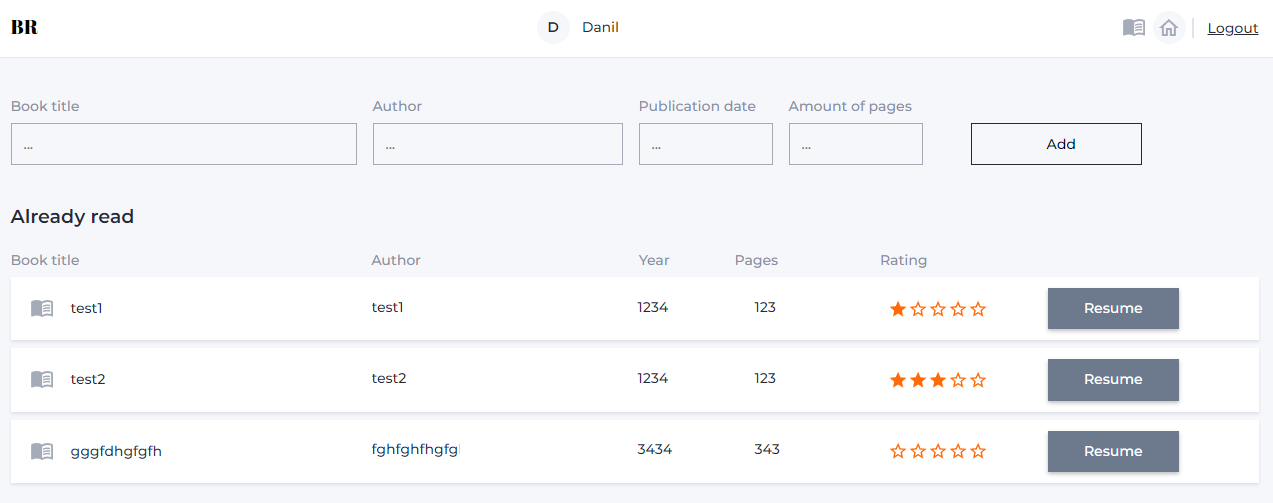 BR
D Danil
Logout
Book title Author Publication date Amount of pages
... ... ... ... Add
Already read
Book title Author Year Pages Rating
test1 test1 1234 123 Resume
test2 test2 1234 123 Resume
gggfdhgfgfh fghfghfhgfg 3434 343 Resume